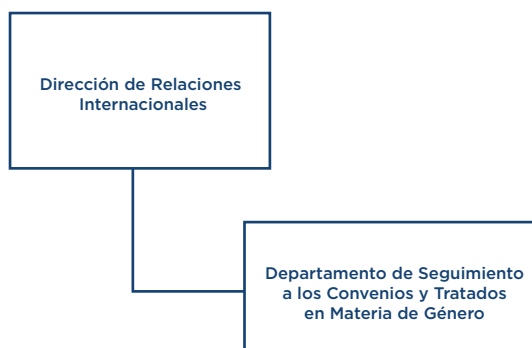 Dirección de Relaciones
Internacionales
Departamento de Seguimiento
a los Convenios y Tratados
en Materia de Género